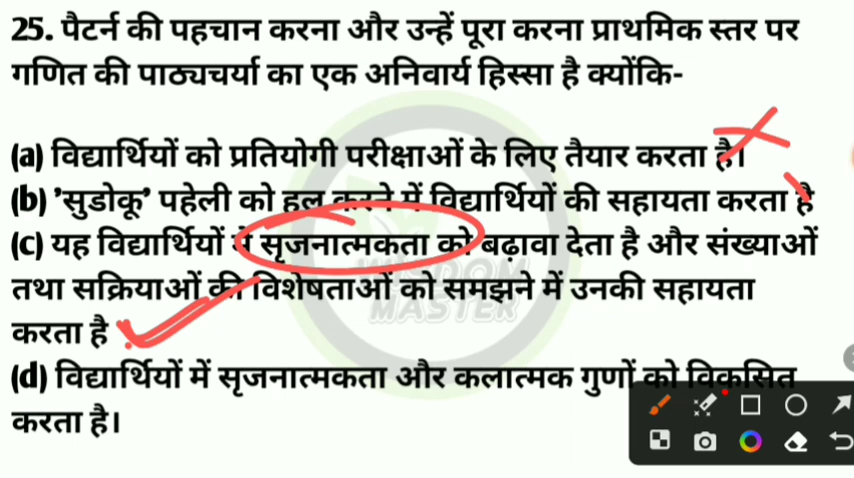 25. पैटर्न की पहचान करना और उन्हें पूरा करना प्राथमिक स्तर पर
गणित की पाठ्यचर्या का एक अनिवार्य हिस्सा है क्योंकि-
(a) विद्यार्थियों को प्रतियोगी परीक्षाओं के लिए तैयार करता है।
(b) 'सुडोकू' पहेली को हल करने में विद्यार्थियों की सहायता करता है
(c) यह विद्यार्थियों में सृजनात्मकता को बढ़ावा देता है और संख्याओं
तथा सक्रियाओं की विशेषताओं को समझने में उनकी सहायता
करता है
(d) विद्यार्थियों में सृजनात्मकता और कलात्मक गुणों को विकसित
करता है।
WISDOM
MASTER